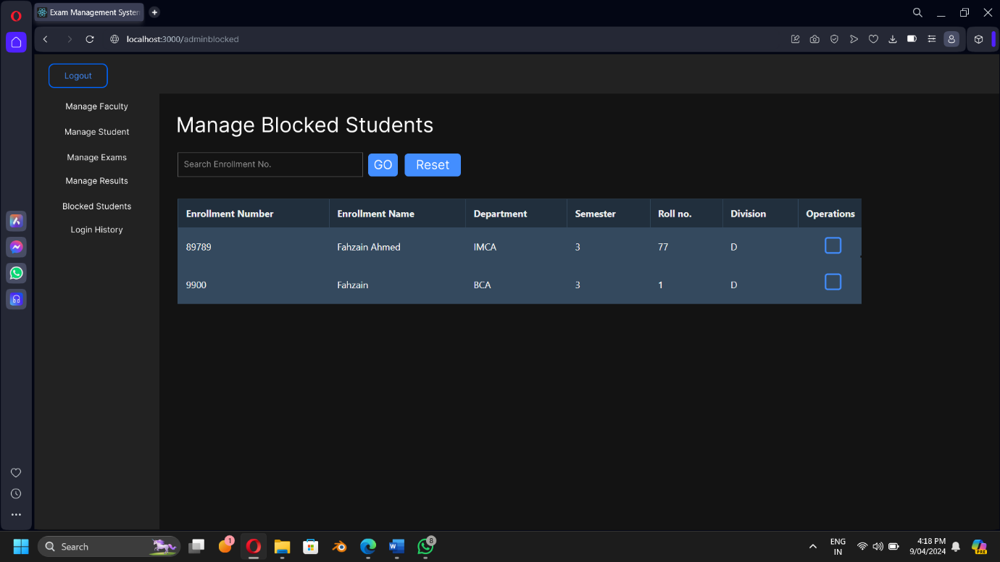 Exam Management System
localhost:3000/adminblocked
Logout
Manage Faculty
Manage Student
Manage Exams
Manage Results
Blocked Students
Login History
Manage Blocked Students
Search Enrollment No.
GO
Reset
Enrollment Number Enrollment Name Department Semester Roll no. Division Operations
89789 Fahzain Ahmed IMCA 3 77 D
9900 Fahzain BCA 3 1 D
Search
1
W
8
ENG
IN
4:18 PM
9/04/2024
PRE